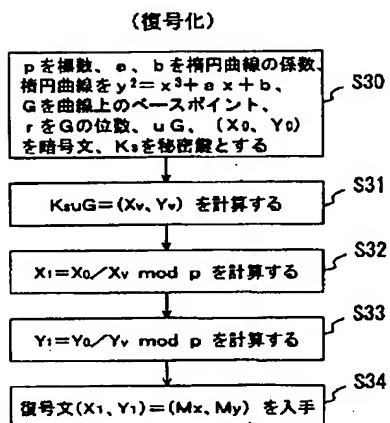 (復号化)
pを標数、a、bを楕円曲線の係数、
楕円曲線をy²=x³+ax+b、
Gを曲線上のベースポイント、
rをGの位数、uG、(X₀、Y₀)
を暗号文、Ksを秘密鍵とする
S30
KsuG=(Xv、Yv) を計算する
S31
X₁=X₀/Xv mod p を計算する
S32
Y₁=Y₀/Yv mod p を計算する
S33
復号文(X₁、Y₁)=(Mx、My) を入手
S34